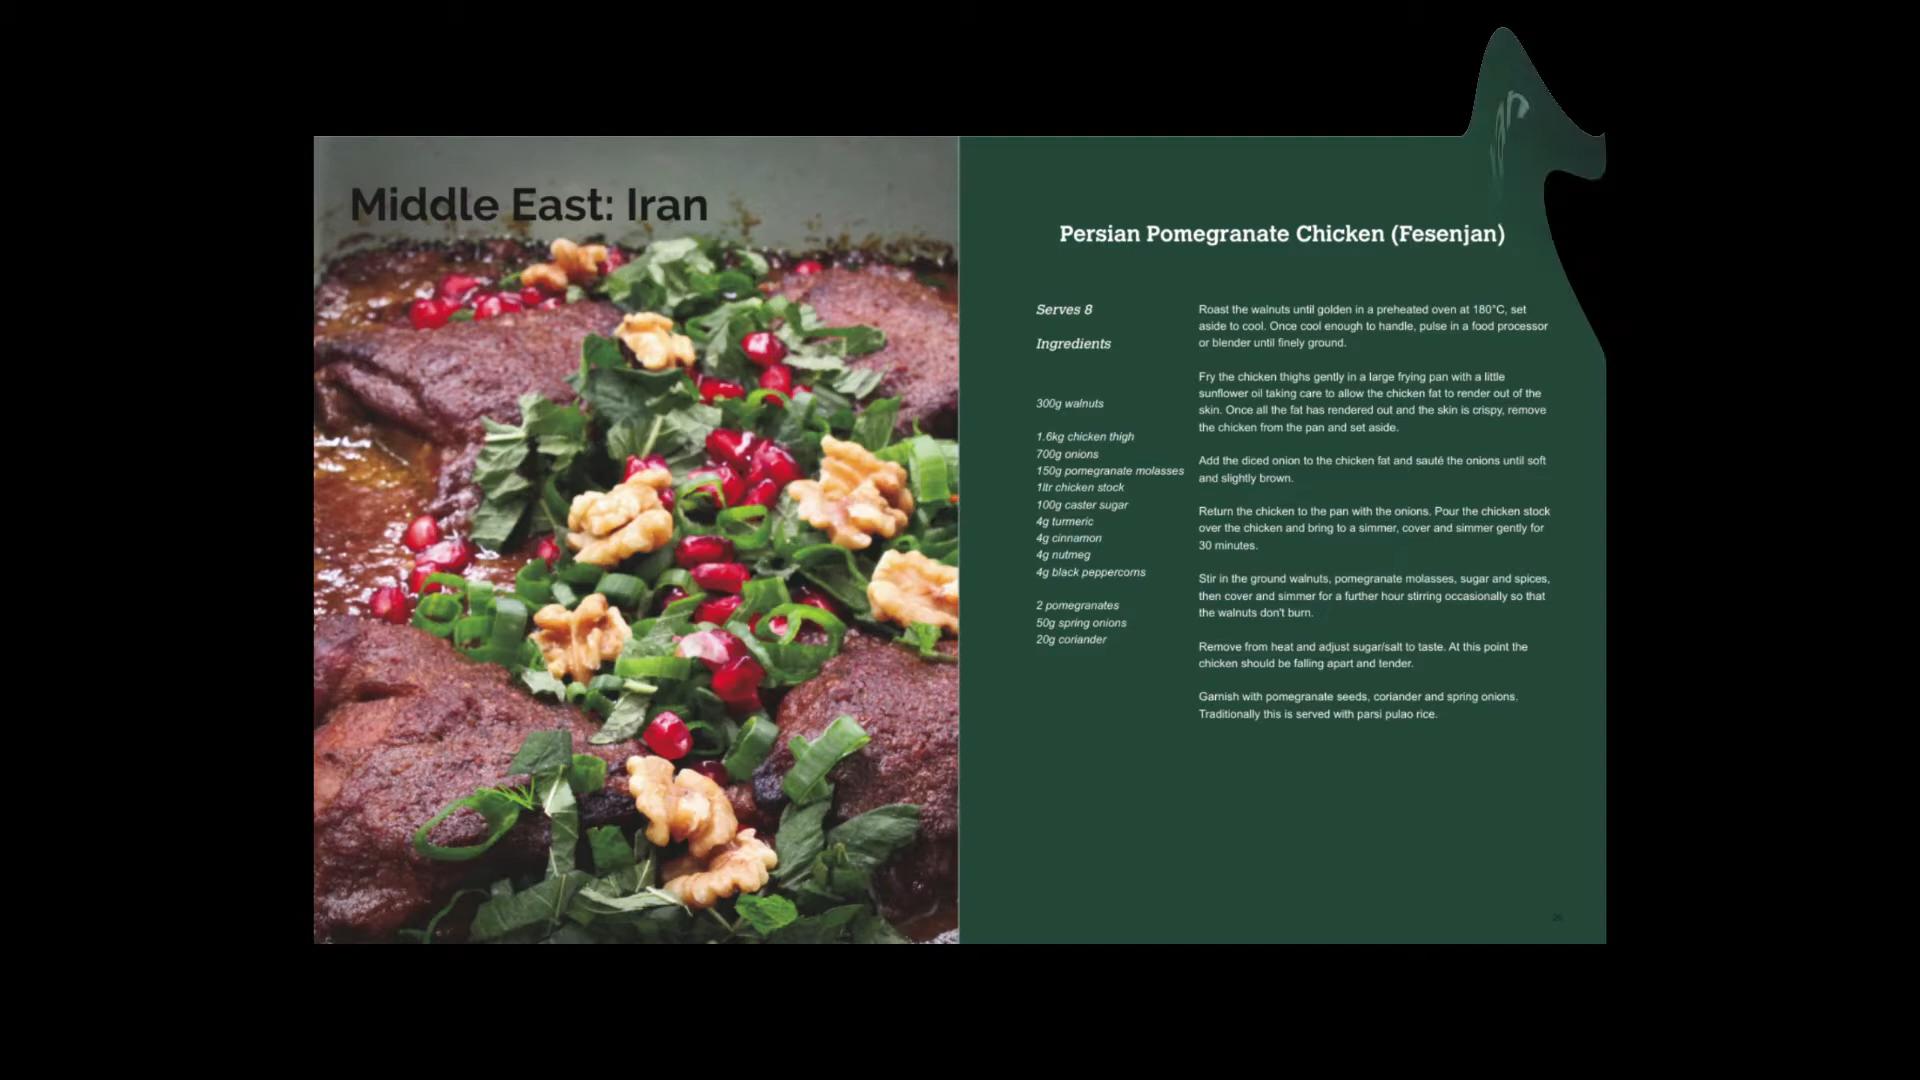 Middle East: Iran
Persian Pomegranate Chicken (Fesenjan)
Serves 8
Ingredients
300g walnuts
1.6kg chicken thigh
700g onions
150g pomegranate molasses
1ltr chicken stock
100g caster sugar
4g turmeric
4g cinnamon
4g nutmeg
4g black peppercorns
2 pomegranates
50g spring onions
20g coriander
Roast the walnuts until golden in a preheated oven at 180°C, set
aside to cool. Once cool enough to handle, pulse in a food processor
or blender until finely ground.
Fry the chicken thighs gently in a large frying pan with a little
sunflower oil taking care to allow the chicken fat to render out of the
skin. Once all the fat has rendered out and the skin is crispy, remove
the chicken from the pan and set aside.
Add the diced onion to the chicken fat and sauté the onions until soft
and slightly brown.
Return the chicken to the pan with the onions. Pour the chicken stock
over the chicken and bring to a simmer, cover and simmer gently for
30 minutes.
Stir in the ground walnuts, pomegranate molasses, sugar and spices,
then cover and simmer for a further hour stirring occasionally so that
the walnuts don't burn.
Remove from heat and adjust sugar/salt to taste. At this point the
chicken should be falling apart and tender.
Garnish with pomegranate seeds, coriander and spring onions.
Traditionally this is served with parsi pulao rice.